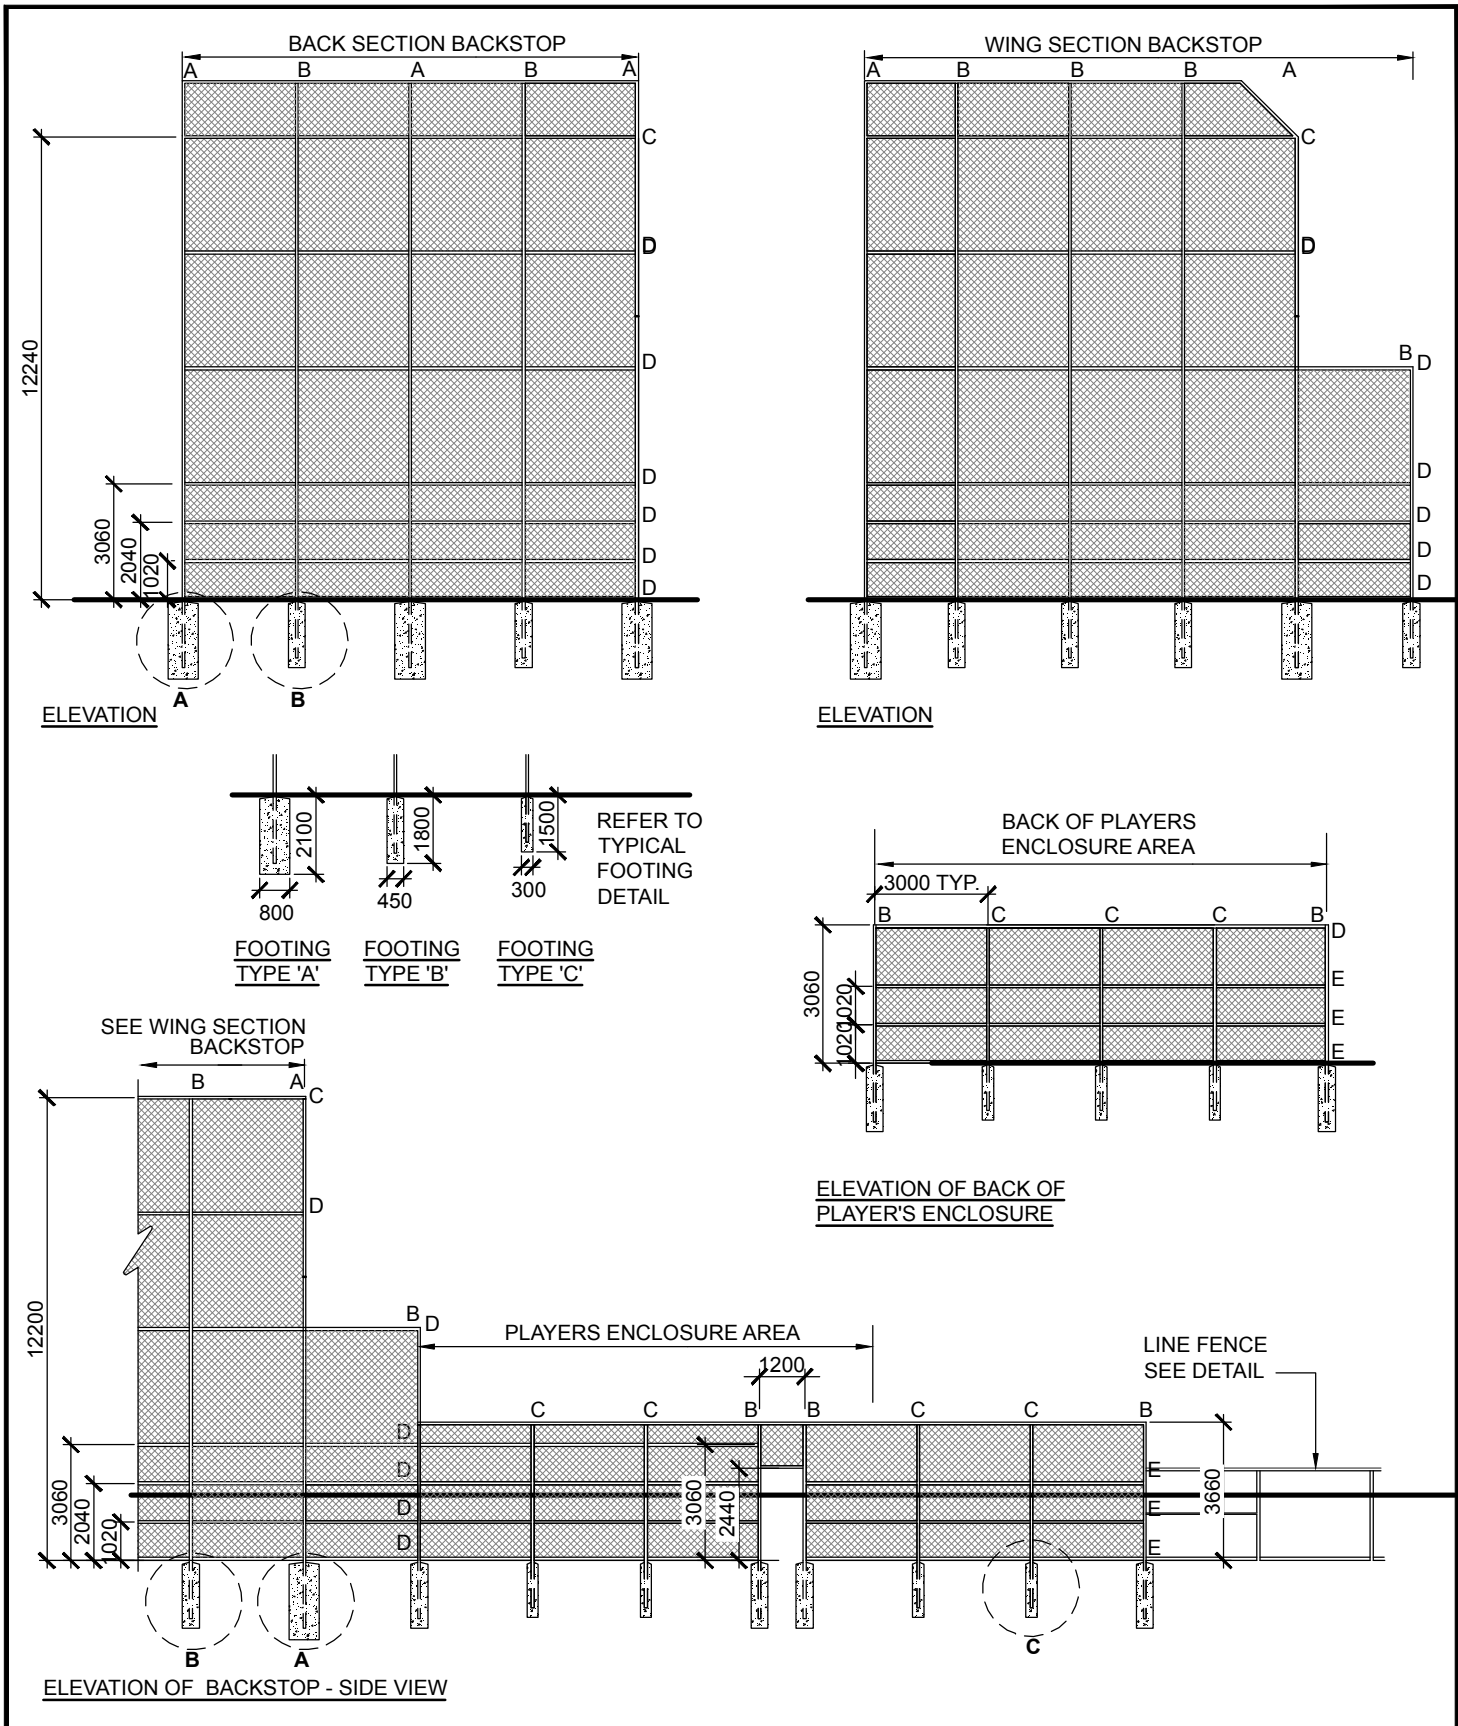 BACK SECTION BACKSTOP
A B A B A
C
D
D
D
D
D
D
12240
3060
2040
1020
A B
ELEVATION
WING SECTION BACKSTOP
A B B B A
C
D
B D
D
D
D
D
ELEVATION
2100
1800
1500
800
450
300
REFER TO
TYPICAL
FOOTING
DETAIL
FOOTING
TYPE 'A'
FOOTING
TYPE 'B'
FOOTING
TYPE 'C'
BACK OF PLAYERS
ENCLOSURE AREA
3000 TYP.
B C C C B
D
E
E
E
3060
1020
1020
ELEVATION OF BACK OF
PLAYER'S ENCLOSURE
SEE WING SECTION
BACKSTOP
B A
C
D
B D
12200
3060
2040
1020
PLAYERS ENCLOSURE AREA
1200
C C B B C C B
D
D
D
D
3060
2440
E
E
E
3660
LINE FENCE
SEE DETAIL
B A C
ELEVATION OF BACKSTOP - SIDE VIEW